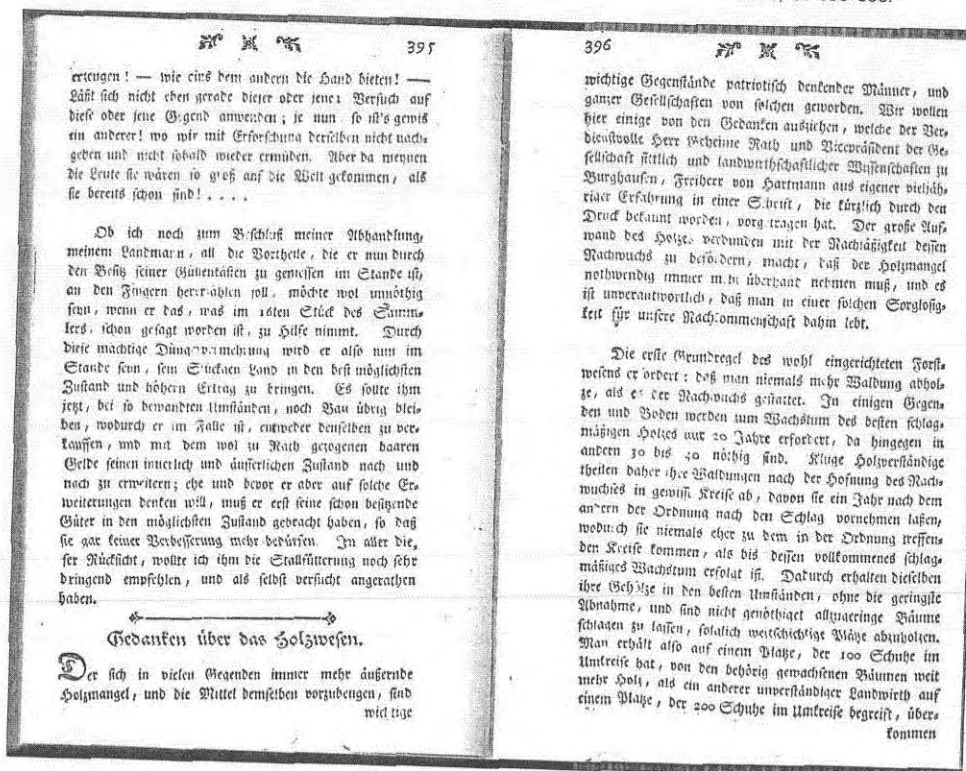 395
erzeugen! — wie eins dem andern die Hand bieten! —
Läßt sich nicht eben gerade dieser oder jener Versuch auf
diese oder jene Gegend anwenden; je nun so ist's gewis
ein anderer! wo wir mit Erforschung derselben nicht nach-
geben und nicht sobald wieder ermüden. Aber da meynen
die Leute sie wären so groß auf die Welt gekommen, als
sie bereits schon sind! . . . .
Ob ich noch zum Beschluß meiner Abhandlung,
meinem Landmann, all die Vortheile, die er nun durch
den Besitz seiner Güllenkästen zu geniessen im Stande ist,
an den Fingern hererzählen soll, möchte wol unnöthig
seyn, wenn er das, was im 16ten Stück des Samm-
lers, schon gesagt worden ist, zu Hilfe nimmt. Durch
diese mächtige Düngervermehrung wird er also nun im
Stande seyn, sein Stückgen Land in den best möglichsten
Zustand und höhern Ertrag zu bringen. Es sollte ihm
jetzt, bei so bewandten Umständen, noch Bau übrig blei-
ben, wodurch er im Falle ist, entweder denselben zu ver-
kauffen, und mit dem wol zu Rath gezogenen baaren
Gelde seinen innerlich und äusserlichen Zustand nach und
nach zu erweitern; ehe und bevor er aber auf solche Er-
weiterungen denken will, muß er erst seine schon besitzende
Güter in den möglichsten Zustand gebracht haben, so daß
sie gar keiner Verbesserung mehr bedürfen. In aller die-
ser Rücksicht, wollte ich ihm die Stallfütterung noch sehr
dringend empfehlen, und als selbst versucht angerathen
haben.
Gedanken über das Holzwesen.
Der sich in vielen Gegenden immer mehr äußernde
Holzmangel, und die Mittel demselben vorzubeugen, sind
wichtige
396
wichtige Gegenstände patriotisch denkender Männer, und
ganzer Gesellschaften von solchen geworden. Wir wollen
hier einige von den Gedanken ausziehen, welche der Ver-
dienstvolle Herr Geheime Rath und Vicepräsident der Ge-
sellschaft sittlich und landwirthschaftlicher Wissenschaften zu
Burghausen, Freiherr von Hartmann aus eigener vieljäh-
riger Erfahrung in einer Schrift, die kürzlich durch den
Druck bekannt worden, vorgetragen hat. Der große Auf-
wand des Holzes verbunden mit der Nachläßigkeit dessen
Nachwuchs zu befördern, macht, daß der Holzmangel
nothwendig immer mehr überhand nehmen muß, und es
ist unverantwortlich, daß man in einer solchen Sorglosig-
keit für unsere Nachkommenschaft dahin lebt.
Die erste Grundregel des wohl eingerichteten Forst-
wesens erfordert: daß man niemals mehr Waldung abhol-
ze, als es der Nachwuchs gestattet. In einigen Gegen-
den und Boden werden zum Wachstum des besten schlag-
mäßigen Holzes nur 20 Jahre erfordert, da hingegen in
andern 30 bis 40 nöthig sind. Kluge Holzverständige
theilen daher ihre Waldungen nach der Hofnung des Nach-
wuchses in gewisse Kreise ab, davon sie ein Jahr nach dem
andern der Ordnung nach den Schlag vornehmen laßen,
wodurch sie niemals eher zu dem in der Ordnung treffen-
den Kreise kommen, als bis dessen vollkommenes schlag-
mäßiges Wachstum erfolgt ist. Dadurch erhalten dieselben
ihre Gehölze in den besten Umständen, ohne die geringste
Abnahme, und sind nicht genöthiget allzugeringe Bäume
schlagen zu lassen, folglich weitschichtige Plätze abzuholzen.
Man erhält also auf einem Platze, der 100 Schuhe im
Umkreise hat, von den behörig gewachsenen Bäumen weit
mehr Holz, als ein anderer unverständiger Landwirth auf
einem Platze, der 200 Schuhe im Umkreise begreift, über-
kommen